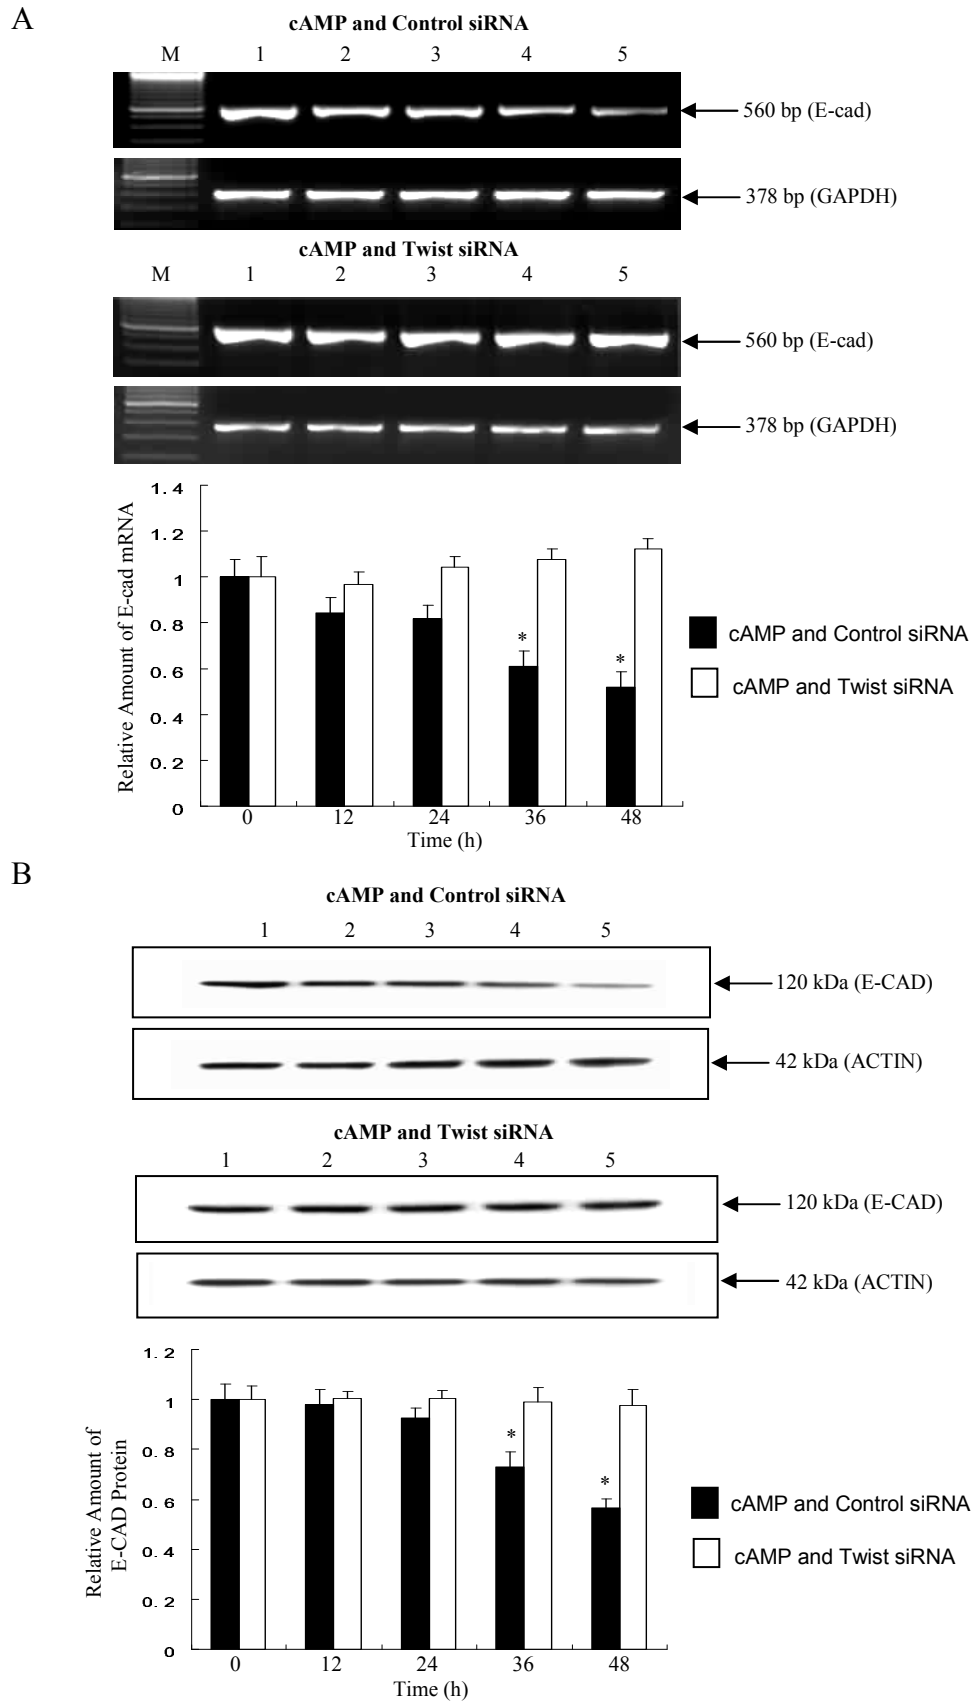 A
cAMP and Control siRNA
M 1 2 3 4 5
560 bp (E-cad)
378 bp (GAPDH)
cAMP and Twist siRNA
M 1 2 3 4 5
560 bp (E-cad)
378 bp (GAPDH)
Relative Amount of E-cad mRNA
1.4
1.2
1
0.8
0.6
0.4
0.2
0
* *
0 12 24 36 48
Time (h)
cAMP and Control siRNA
cAMP and Twist siRNA
B
cAMP and Control siRNA
1 2 3 4 5
120 kDa (E-CAD)
42 kDa (ACTIN)
cAMP and Twist siRNA
1 2 3 4 5
120 kDa (E-CAD)
42 kDa (ACTIN)
Relative Amount of
E-CAD Protein
1.2
1
0.8
0.6
0.4
0.2
0
* *
0 12 24 36 48
Time (h)
cAMP and Control siRNA
cAMP and Twist siRNA